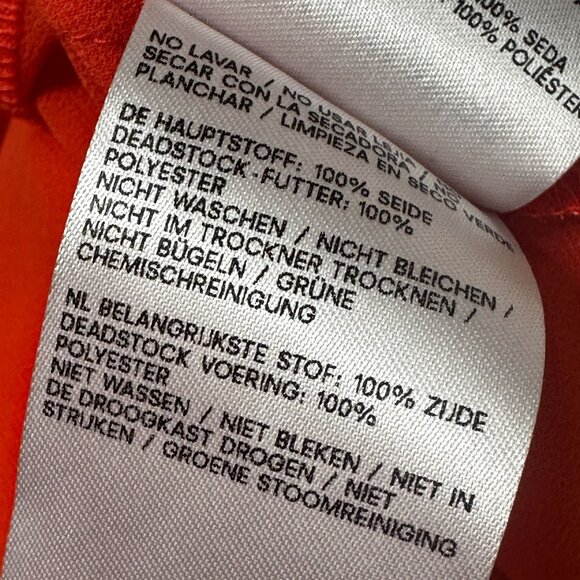 100% SEDA
100% POLIÉSTER
NO LAVAR / NO USAR LEJÍA / NO
SECAR CON LA SECADORA / NO
PLANCHAR / LIMPIEZA EN SECO VERDE
DE HAUPTSTOFF: 100% SEIDE
DEADSTOCK-FUTTER: 100%
POLYESTER
NICHT WASCHEN / NICHT BLEICHEN /
NICHT IM TROCKNER TROCKNEN /
NICHT BÜGELN / GRÜNE
CHEMISCHREINIGUNG
NL BELANGRIJKSTE STOF: 100% ZIJDE
DEADSTOCK VOERING: 100%
POLYESTER
NIET WASSEN / NIET BLEKEN / NIET IN
DE DROOGKAST DROGEN / NIET
STRIJKEN / GROENE STOOMREINIGING